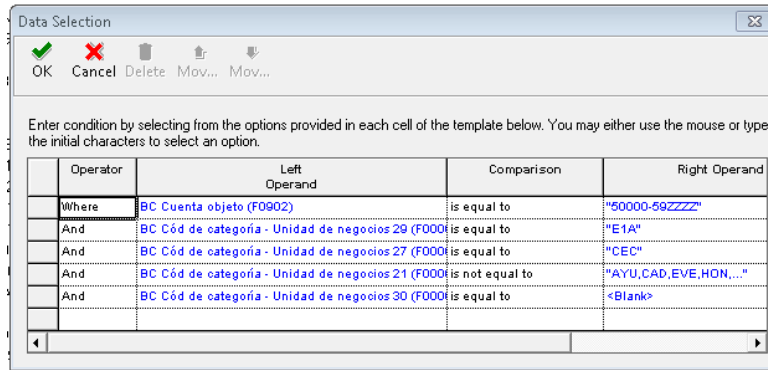 Data Selection
OK Cancel Delete Mov... Mov...
Enter condition by selecting from the options provided in each cell of the template below. You may either use the mouse or type
the initial characters to select an option.
Operator Left Operand Comparison Right Operand
Where BC Cuenta objeto (F0902) is equal to "50000-59ZZZZ"
And BC Cód de categoría - Unidad de negocios 29 (F000 is equal to "E1A"
And BC Cód de categoría - Unidad de negocios 27 (F000 is equal to "CEC"
And BC Cód de categoría - Unidad de negocios 21 (F000 is not equal to "AYU,CAD,EVE,HON,..."
And BC Cód de categoría - Unidad de negocios 30 (F000 is equal to <Blank>